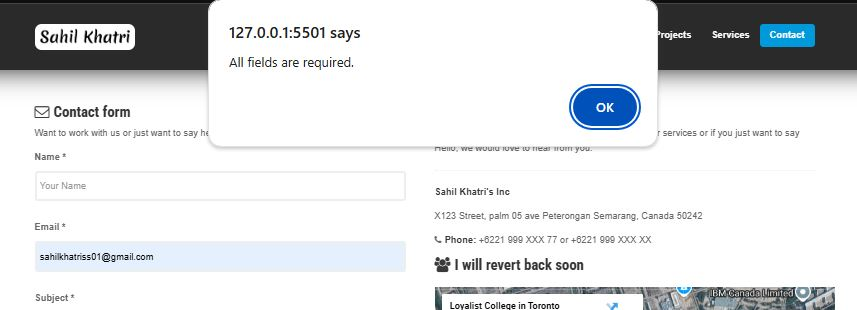 127.0.0.1:5501 says
All fields are required.
OK
Sahil Khatri
Projects
Services
Contact
Contact form
Want to work with us or just want to say
Name *
Your Name
Email *
sahilkhatriss01@gmail.com
Subject *
services or if you just want to say
Hello, we would love to hear from you.
Sahil Khatri's Inc
X123 Street, palm 05 ave Peterongan Semarang, Canada 50242
Phone: +6221 999 XXX 77 or +6221 999 XXX XX
I will revert back soon
IBM Canada Limited
Loyalist College in Toronto